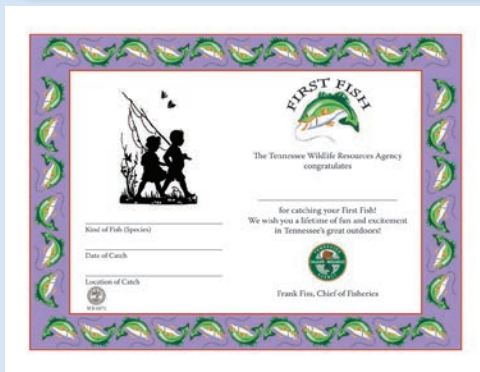 FIRST FISH
The Tennessee Wildlife Resources Agency
congratulates
for catching your First Fish!
We wish you a lifetime of fun and excitement
in Tennessee's great outdoors!
Frank Fiss, Chief of Fisheries
Kind of Fish (Species)
Date of Catch
Location of Catch